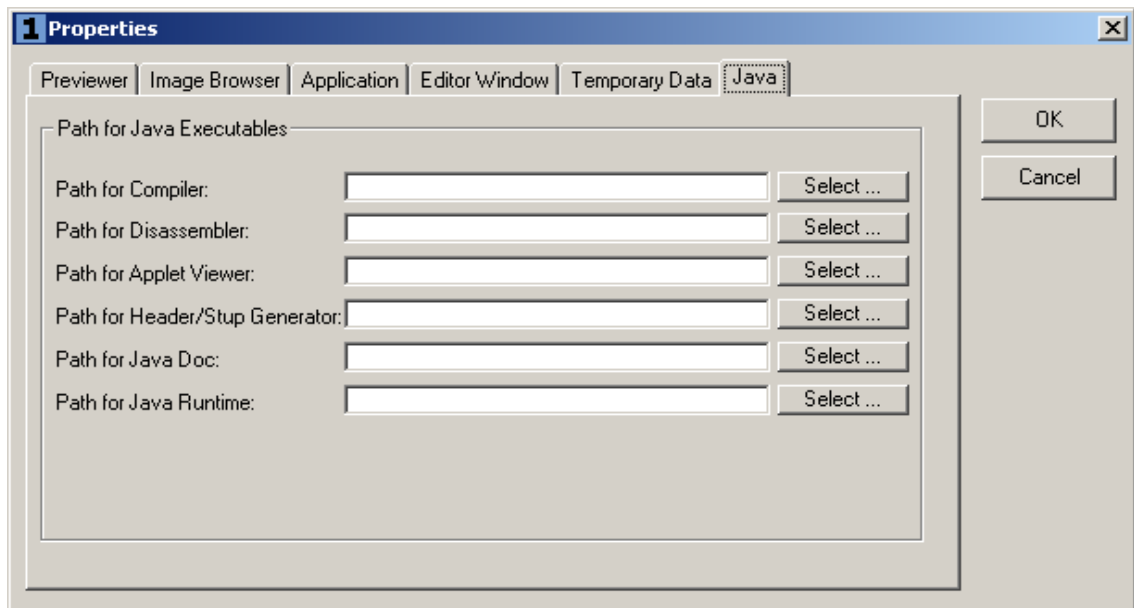 1 Properties
Previewer Image Browser Application Editor Window Temporary Data Java
Path for Java Executables
OK
Path for Compiler: Select ...
Cancel
Path for Disassembler: Select ...
Path for Applet Viewer: Select ...
Path for Header/Stup Generator: Select ...
Path for Java Doc: Select ...
Path for Java Runtime: Select ...